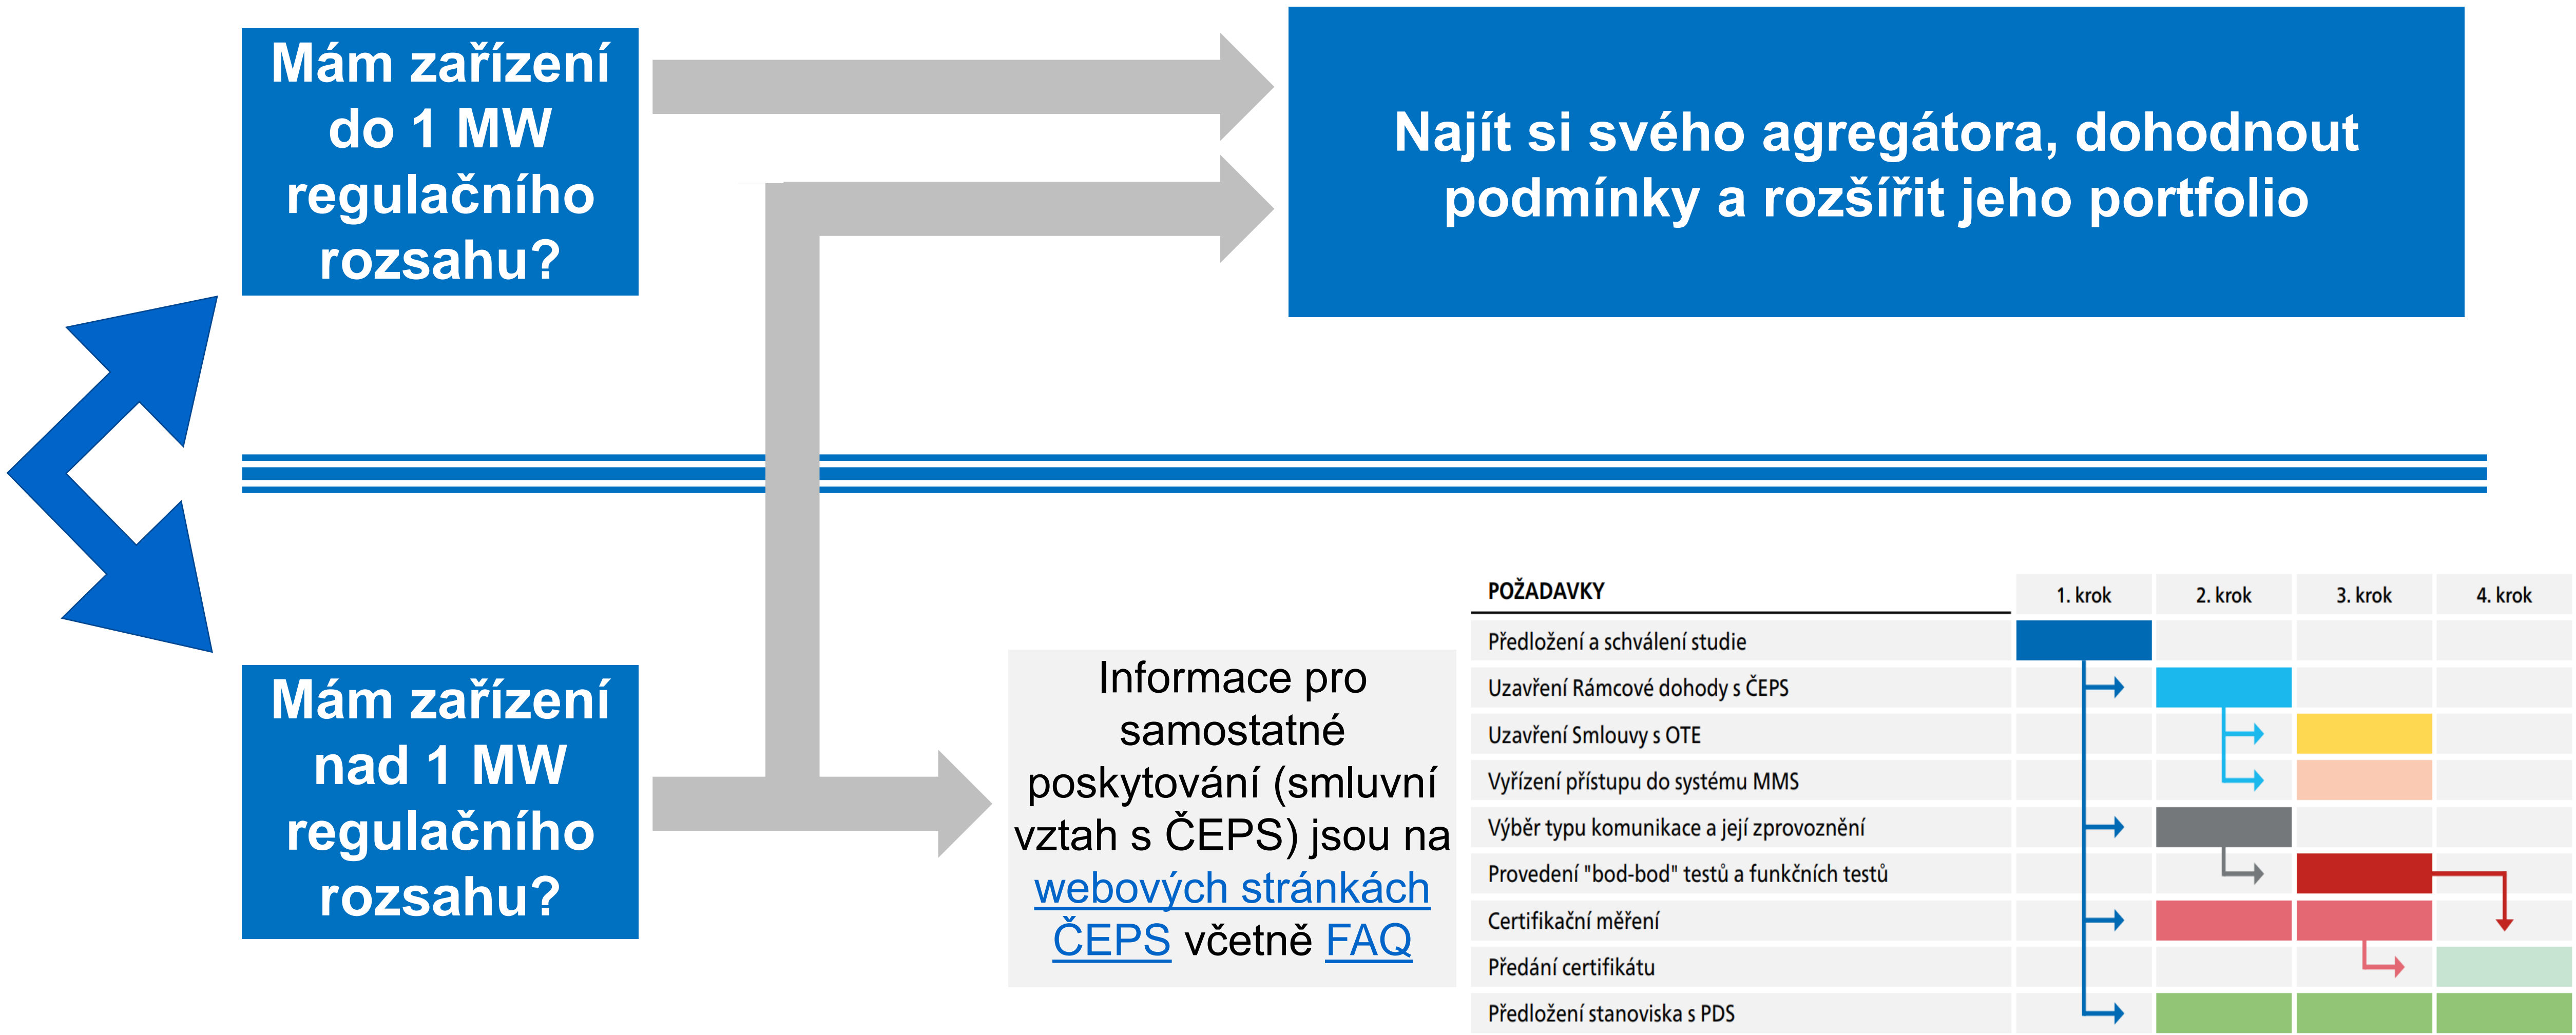 Mám zařízení
do 1 MW
regulačního
rozsahu?
Najít si svého agregátora, dohodnout
podmínky a rozšířit jeho portfolio
Mám zařízení
nad 1 MW
regulačního
rozsahu?
Informace pro
samostatné
poskytování (smluvní
vztah s ČEPS) jsou na
webových stránkách
ČEPS včetně FAQ
POŽADAVKY 1. krok 2. krok 3. krok 4. krok
Předložení a schválení studie
Uzavření Rámcové dohody s ČEPS
Uzavření Smlouvy s OTE
Vyřízení přístupu do systému MMS
Výběr typu komunikace a její zprovoznění
Provedení "bod-bod" testů a funkčních testů
Certifikační měření
Předání certifikátu
Předložení stanoviska s PDS